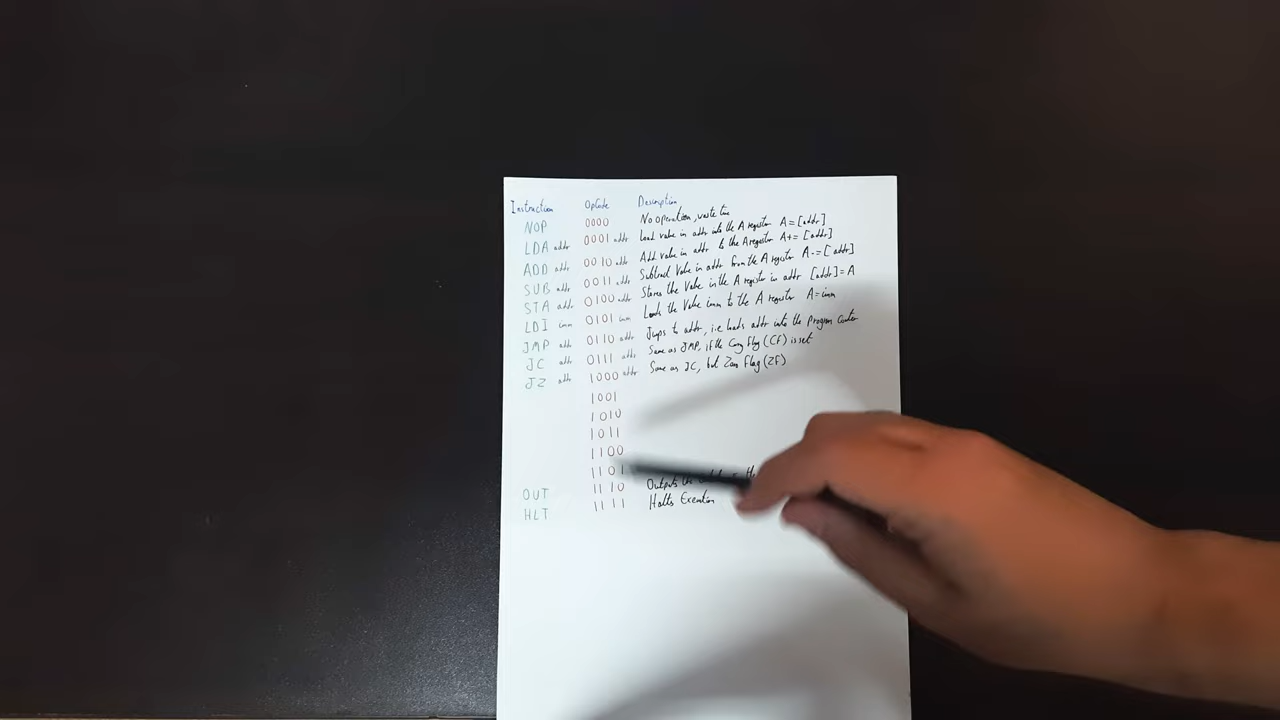 Instruction OpCode Description
NOP 0000 No operation, waste time
LDA addr 0001 addr Load value in addr into the A register A=[addr]
ADD addr 0010 addr Add value in addr to the A register A+=[addr]
SUB addr 0011 addr Subtract Value in addr from the A register A-=[addr]
STA addr 0100 addr Stores the Value in the A register in addr [addr]=A
LDI imm 0101 imm Loads the Value imm to the A register A=imm
JMP addr 0110 addr Jumps to addr, i.e loads addr into the Program Counter
JC addr 0111 addr Same as JMP, if the Carry flag (CF) is set
JZ addr 1000 addr Same as JC, but Zero Flag (ZF)
1001
1010
1011
1100
1101
OUT 1110 Outputs the
HLT 1111 Halts Execution